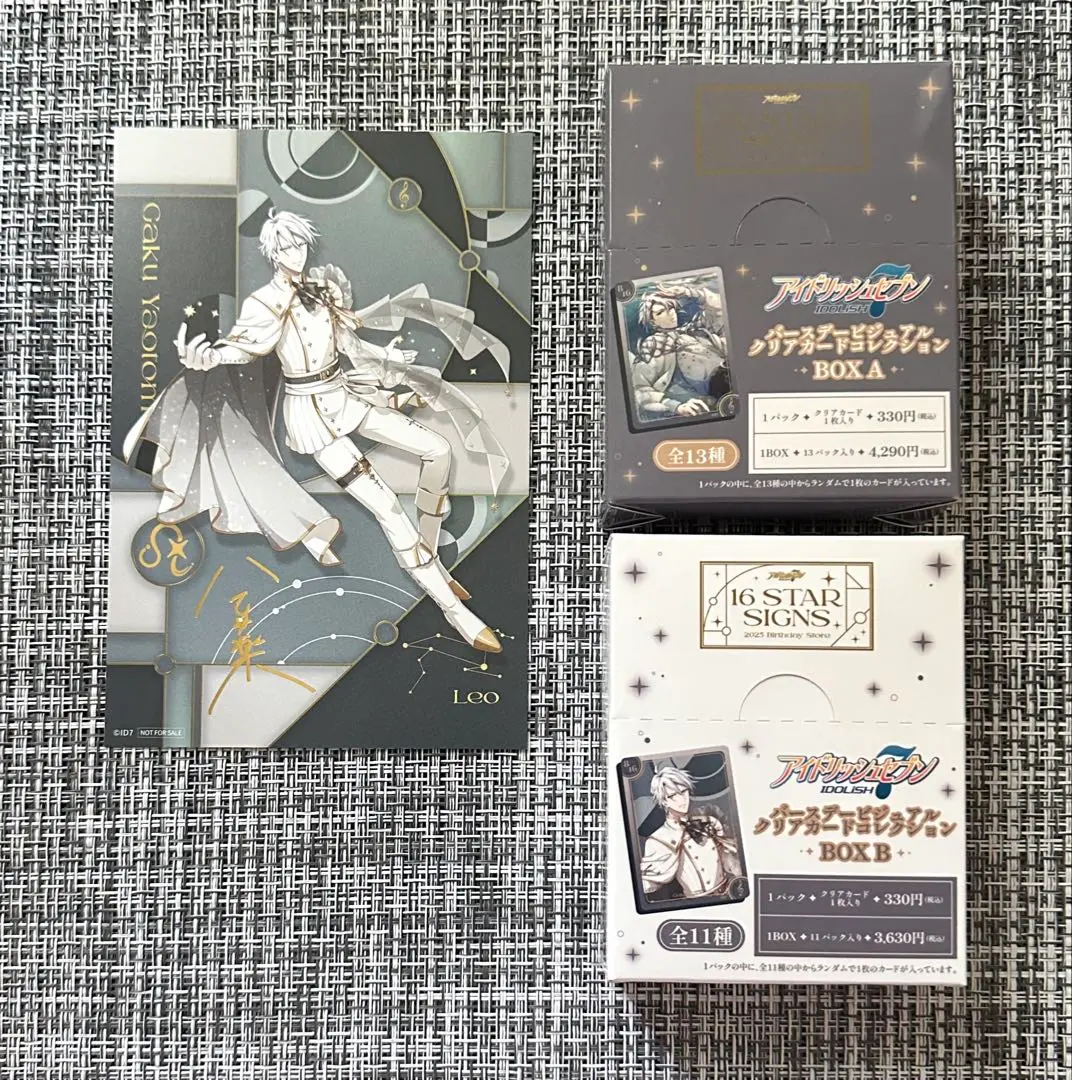 Gaku Yaotome
八乙女楽
Leo
©ID7 NOT FOR SALE
アイドリッシュセブン
IDOLiSH7
バースデービジュアル
クリアカードコレクション
BOX A
1パック クリアカード1枚入り 330円(税込)
全13種
1BOX 13パック入り 4,290円(税込)
1パックの中に、全13種の中からランダムで1枚のカードが入っています。
16 STAR
SIGNS
2025 Birthday Store
アイドリッシュセブン
IDOLiSH7
バースデービジュアル
クリアカードコレクション
BOX B
1パック クリアカード1枚入り 330円(税込)
全11種
1BOX 11パック入り 3,630円(税込)
1パックの中に、全11種の中からランダムで1枚のカードが入っています。